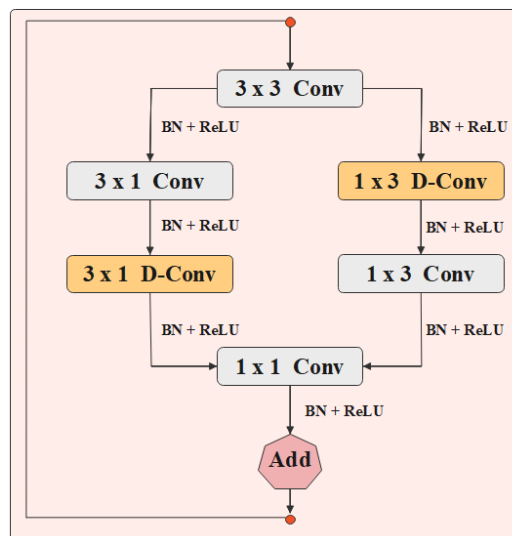 3 x 3 Conv
BN + ReLU
BN + ReLU
3 x 1 Conv
1 x 3 D-Conv
BN + ReLU
BN + ReLU
3 x 1 D-Conv
1 x 3 Conv
BN + ReLU
BN + ReLU
1 x 1 Conv
BN + ReLU
Add